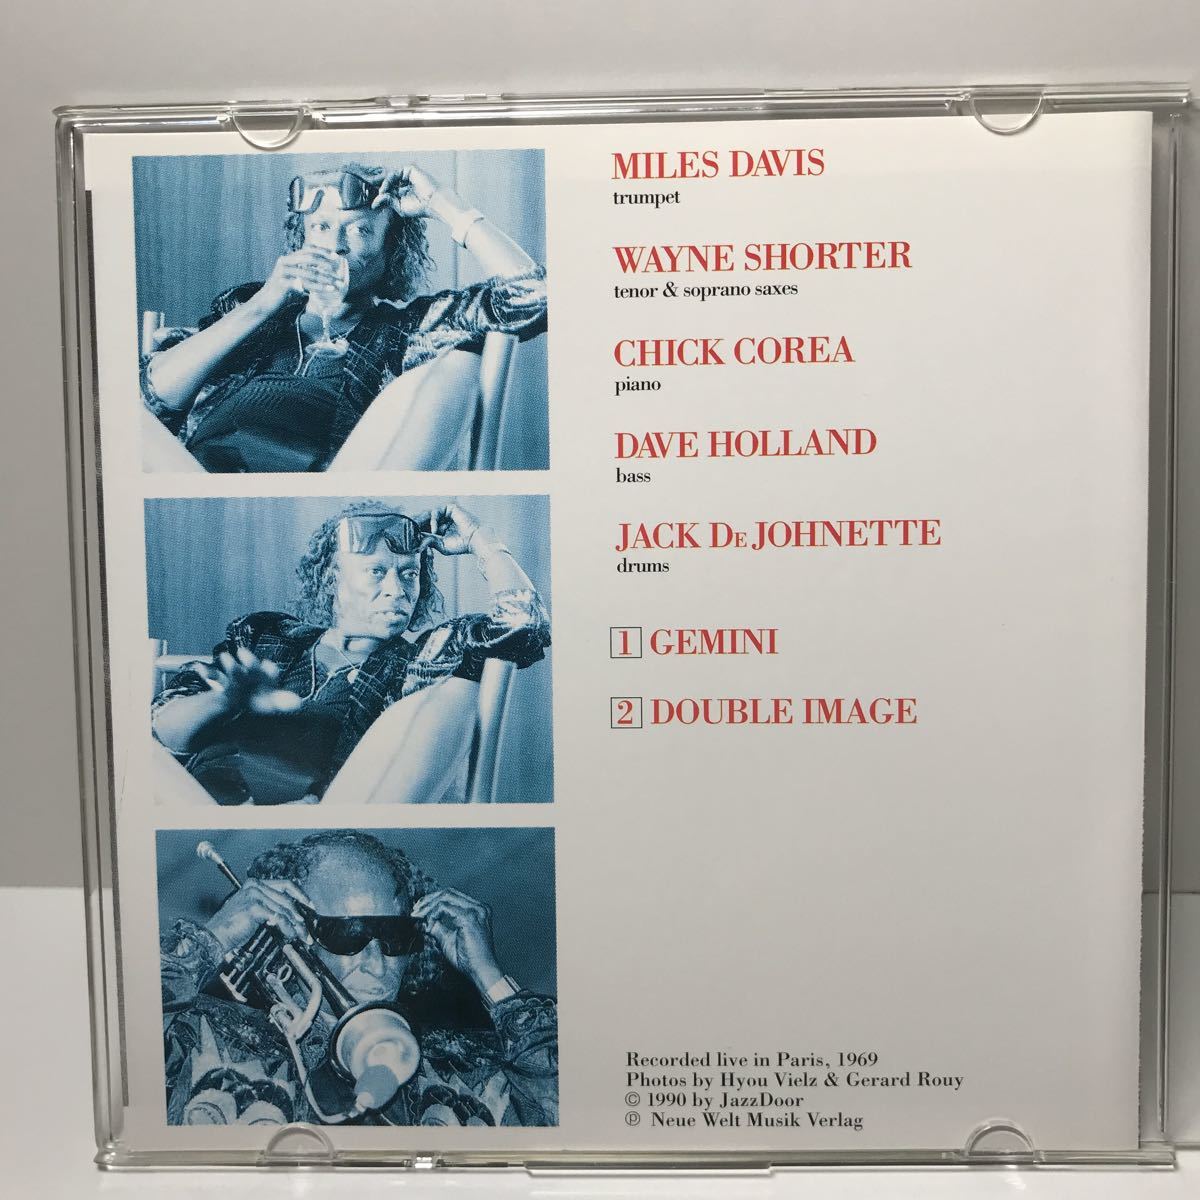 MILES DAVIS
trumpet
WAYNE SHORTER
tenor & soprano saxes
CHICK COREA
piano
DAVE HOLLAND
bass
JACK DE JOHNETTE
drums
1 GEMINI
2 DOUBLE IMAGE
Recorded live in Paris, 1969
Photos by Hyou Vielz & Gerard Rouy
© 1990 by JazzDoor
℗ Neue Welt Musik Verlag